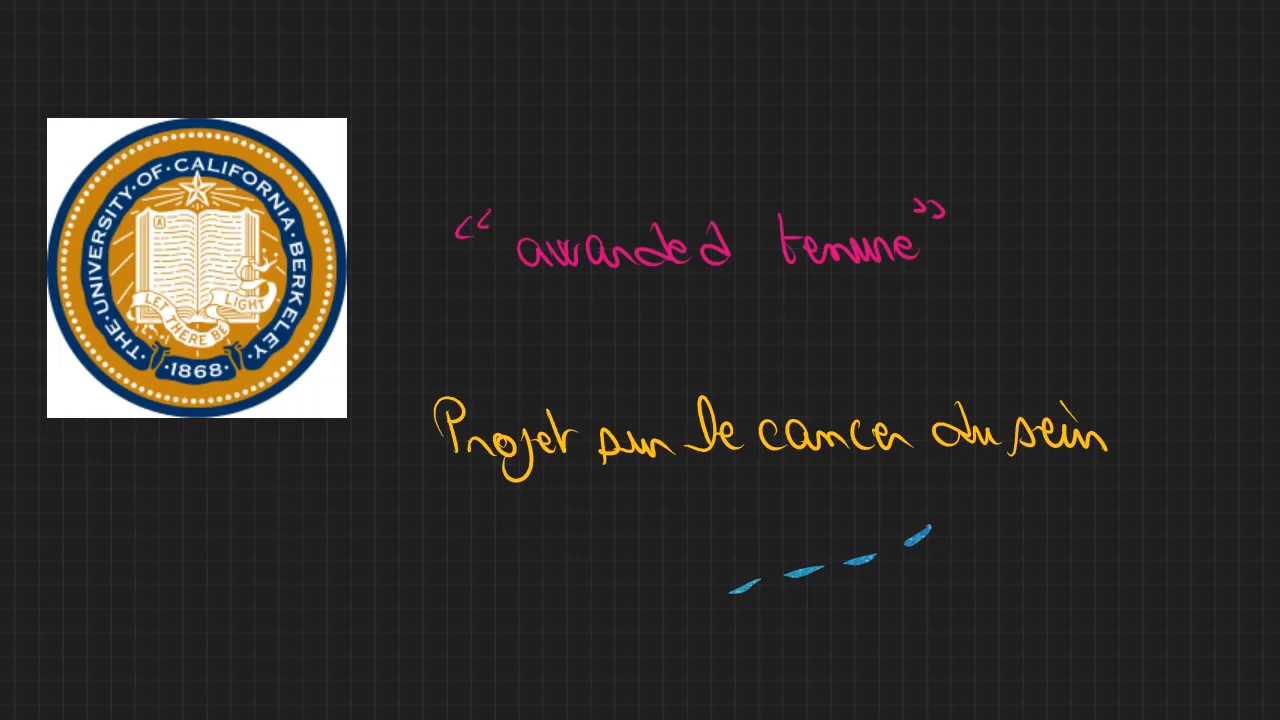 THE·UNIVERSITY·OF·CALIFORNIA·BERKELEY·
A
LET THERE BE LIGHT
·1868·
“ awarded tenure ”
Projet sur le cancer du sein